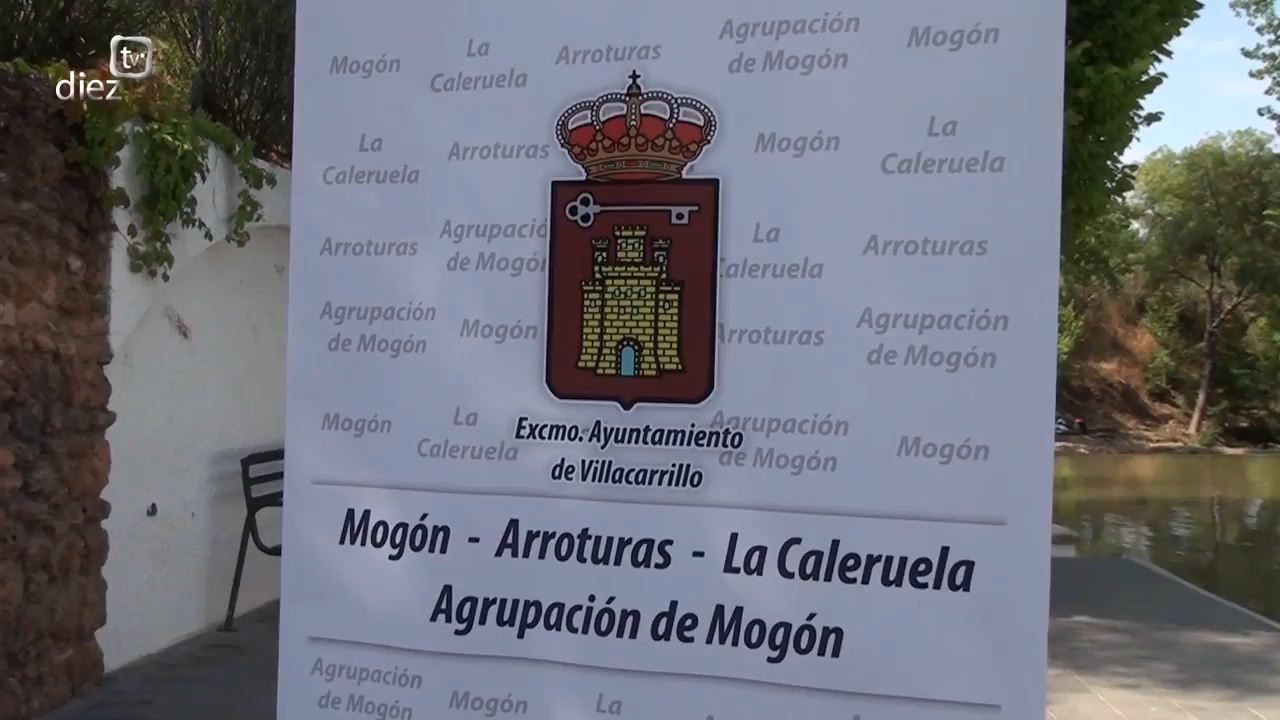 diez tv
Mogón La Caleruela Arroturas Agrupación de Mogón Mogón
La Caleruela Arroturas Mogón La Caleruela
Arroturas Agrupación de Mogón La Caleruela Arroturas
Agrupación de Mogón Mogón Arroturas Agrupación de Mogón
Mogón La Caleruela Agrupación de Mogón Mogón
Excmo. Ayuntamiento
de Villacarrillo
Mogón - Arroturas - La Caleruela
Agrupación de Mogón
Agrupación de Mogón Mogón La